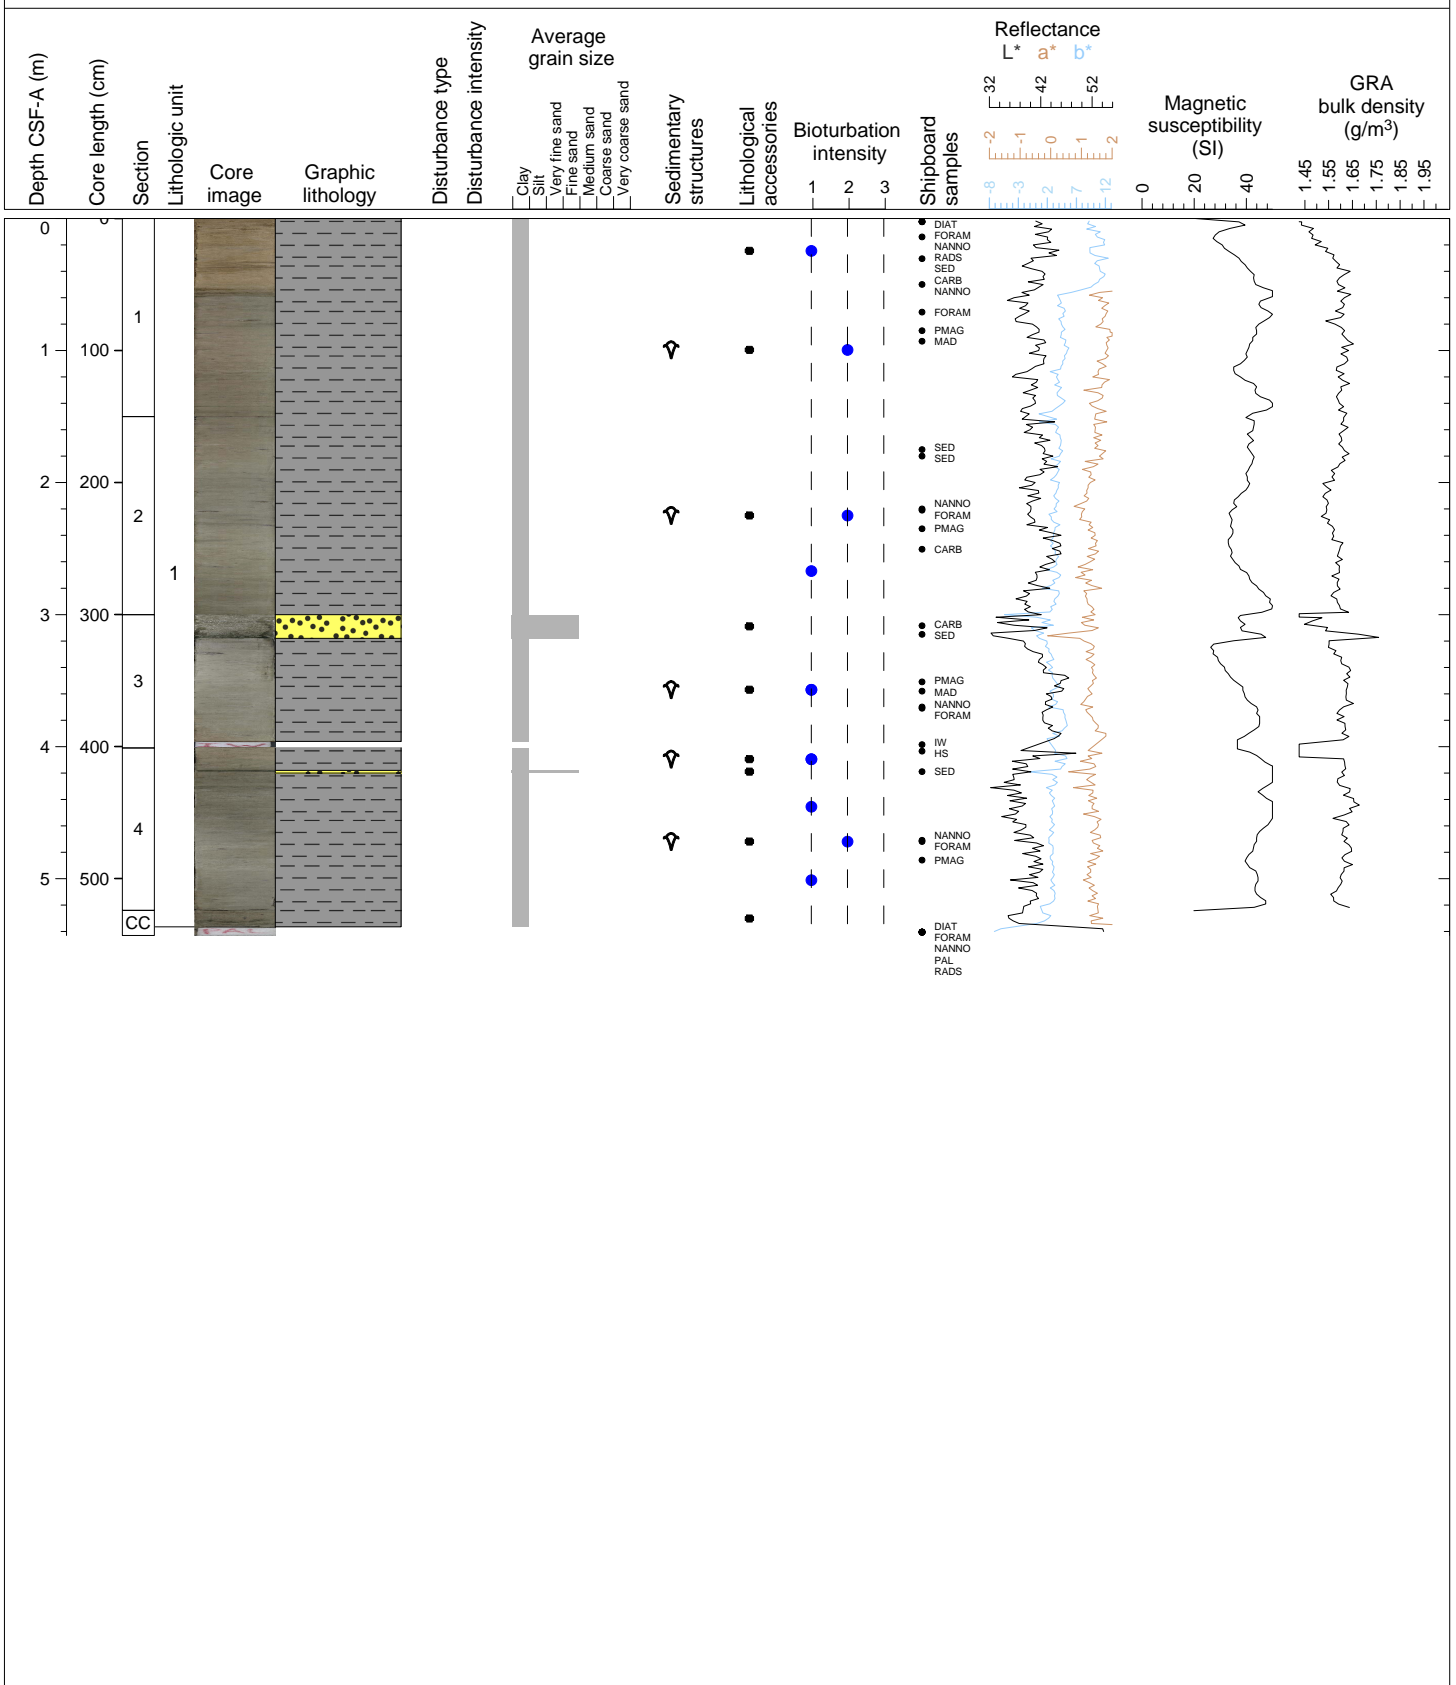 Depth CSF-A (m)
Core length (cm)
Section
Lithologic unit
Core
image
Graphic
lithology
Disturbance type
Disturbance intensity
Average
grain size
Clay
Silt
Very fine sand
Fine sand
Medium sand
Coarse sand
Very coarse sand
Sedimentary
structures
Lithological
accessories
Bioturbation
intensity
1 2 3
Shipboard
samples
Reflectance
L* a* b*
32 42 52
-2 -1 0 1 2
-8 -3 2 7 12
Magnetic
susceptibility
(SI)
0 20 40
GRA
bulk density
(g/m3)
1.45 1.55 1.65 1.75 1.85 1.95
0
1
2
3
4
5
0
100
200
300
400
500
1
2
3
4
CC
1
DIAT
FORAM
NANNO
RADS
SED
CARB
NANNO
FORAM
PMAG
MAD
SED
SED
NANNO
FORAM
PMAG
CARB
CARB
SED
PMAG
MAD
NANNO
FORAM
IW
HS
SED
NANNO
FORAM
PMAG
DIAT
FORAM
NANNO
PAL
RADS